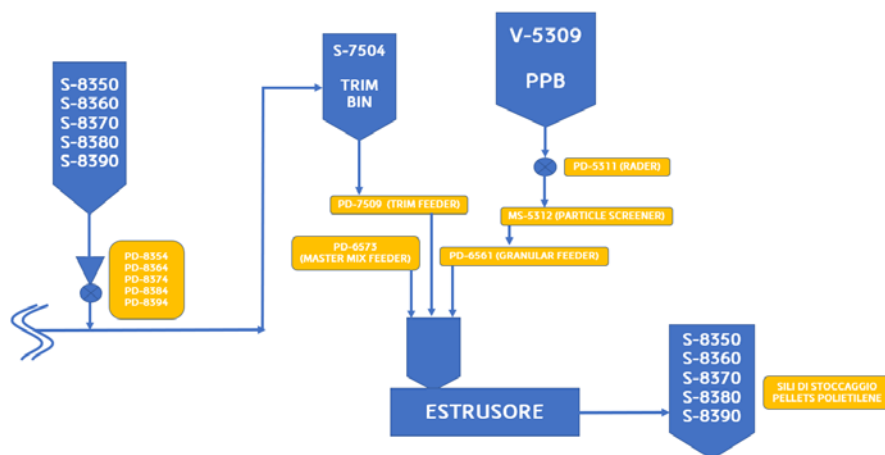 S-8350
S-8360
S-8370
S-8380
S-8390
PD-8354
PD-8364
PD-8374
PD-8384
PD-8394
S-7504
TRIM
BIN
V-5309
PPB
PD-5311 (RADER)
PD-7509 (TRIM FEEDER)
MS-5312 (PARTICLE SCREENER)
PD-6573
(MASTER MIX FEEDER)
PD-6561 (GRANULAR FEEDER)
ESTRUSORE
S-8350
S-8360
S-8370
S-8380
S-8390
SILI DI STOCCAGGIO
PELLETS POLIETILENE